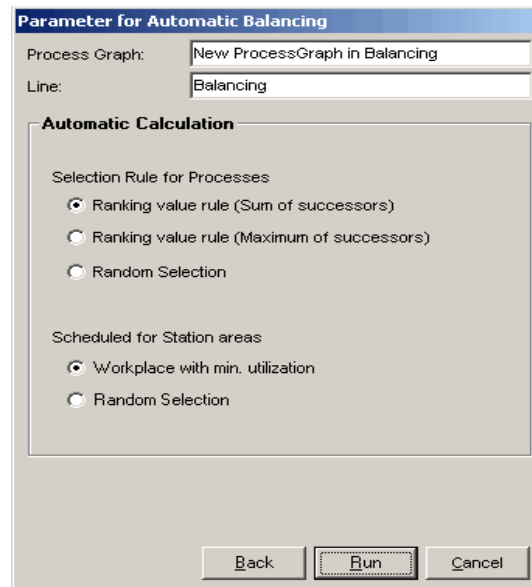 Parameter for Automatic Balancing
Process Graph: New ProcessGraph in Balancing
Line: Balancing
Automatic Calculation
Selection Rule for Processes
Ranking value rule (Sum of successors)
Ranking value rule (Maximum of successors)
Random Selection
Scheduled for Station areas
Workplace with min. utilization
Random Selection
Back Run Cancel